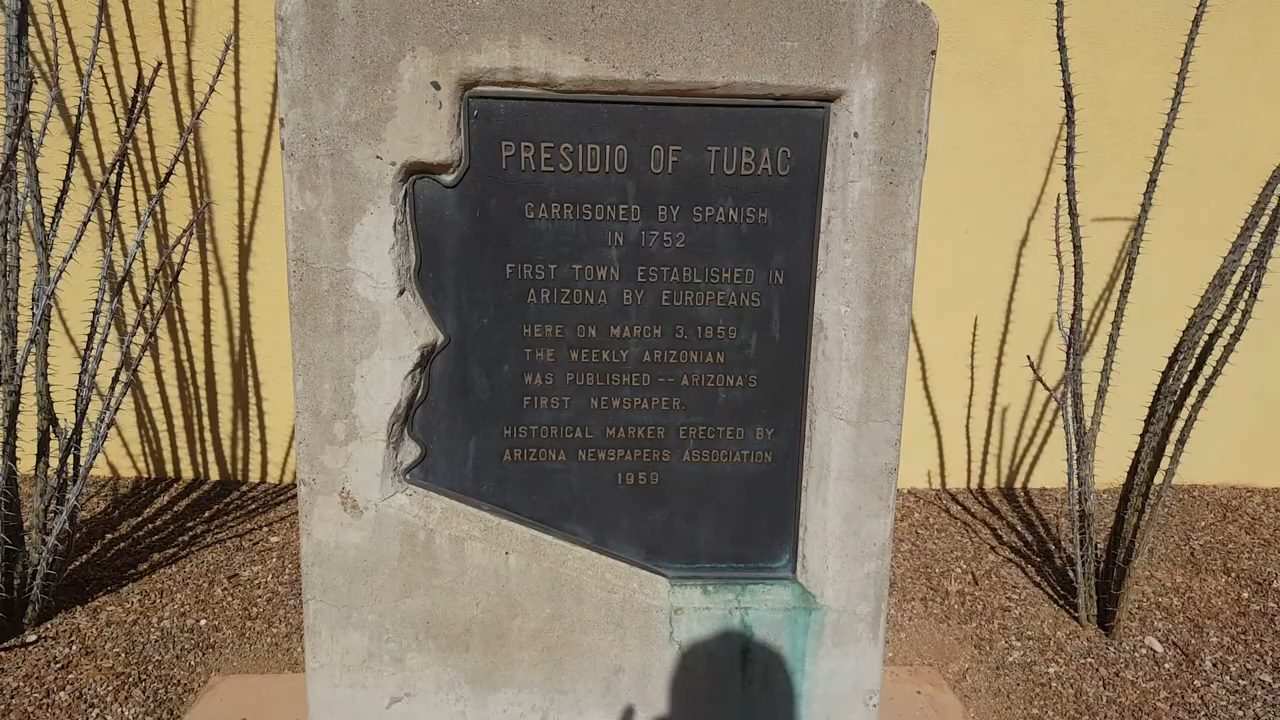 PRESIDIO OF TUBAC
GARRISONED BY SPANISH
IN 1752
FIRST TOWN ESTABLISHED IN
ARIZONA BY EUROPEANS
HERE ON MARCH 3, 1859
THE WEEKLY ARIZONIAN
WAS PUBLISHED -- ARIZONA'S
FIRST NEWSPAPER.
HISTORICAL MARKER ERECTED BY
ARIZONA NEWSPAPERS ASSOCIATION
1959